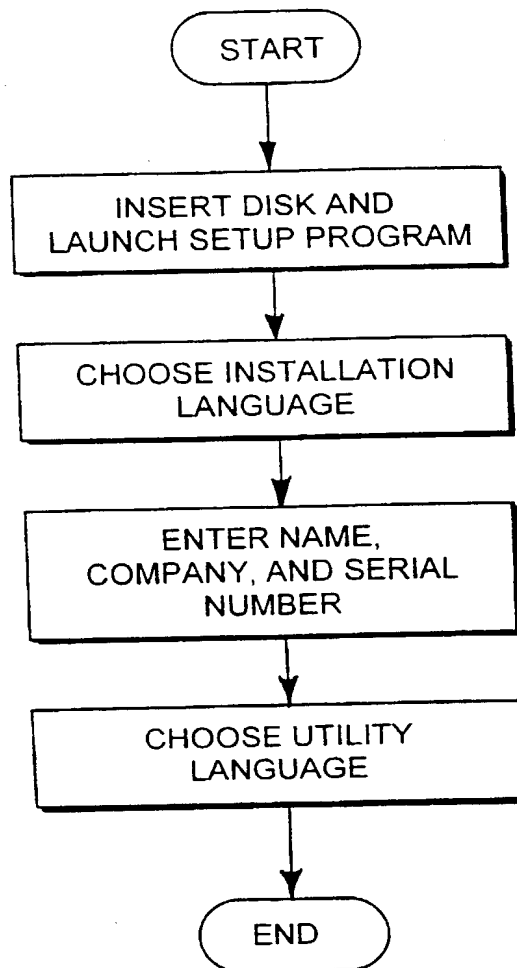 START
INSERT DISK AND
LAUNCH SETUP PROGRAM
CHOOSE INSTALLATION
LANGUAGE
ENTER NAME,
COMPANY, AND SERIAL
NUMBER
CHOOSE UTILITY
LANGUAGE
END